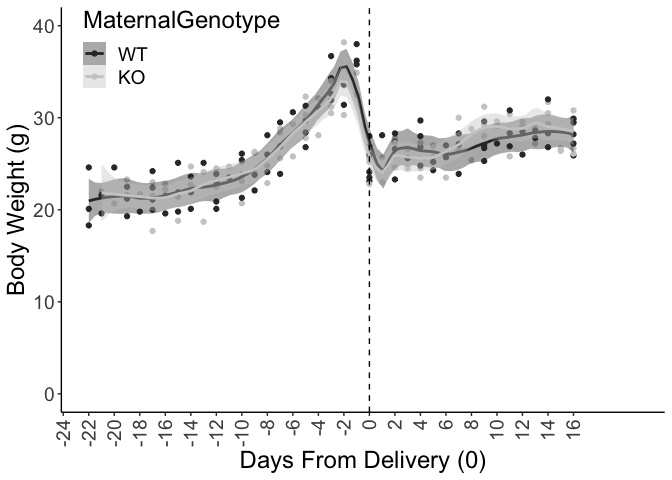 MaternalGenotype
WT
KO
Body Weight (g)
40
30
20
10
0
-24 -22 -20 -18 -16 -14 -12 -10 -8 -6 -4 -2 0 2 4 6 8 10 12 14 16
Days From Delivery (0)